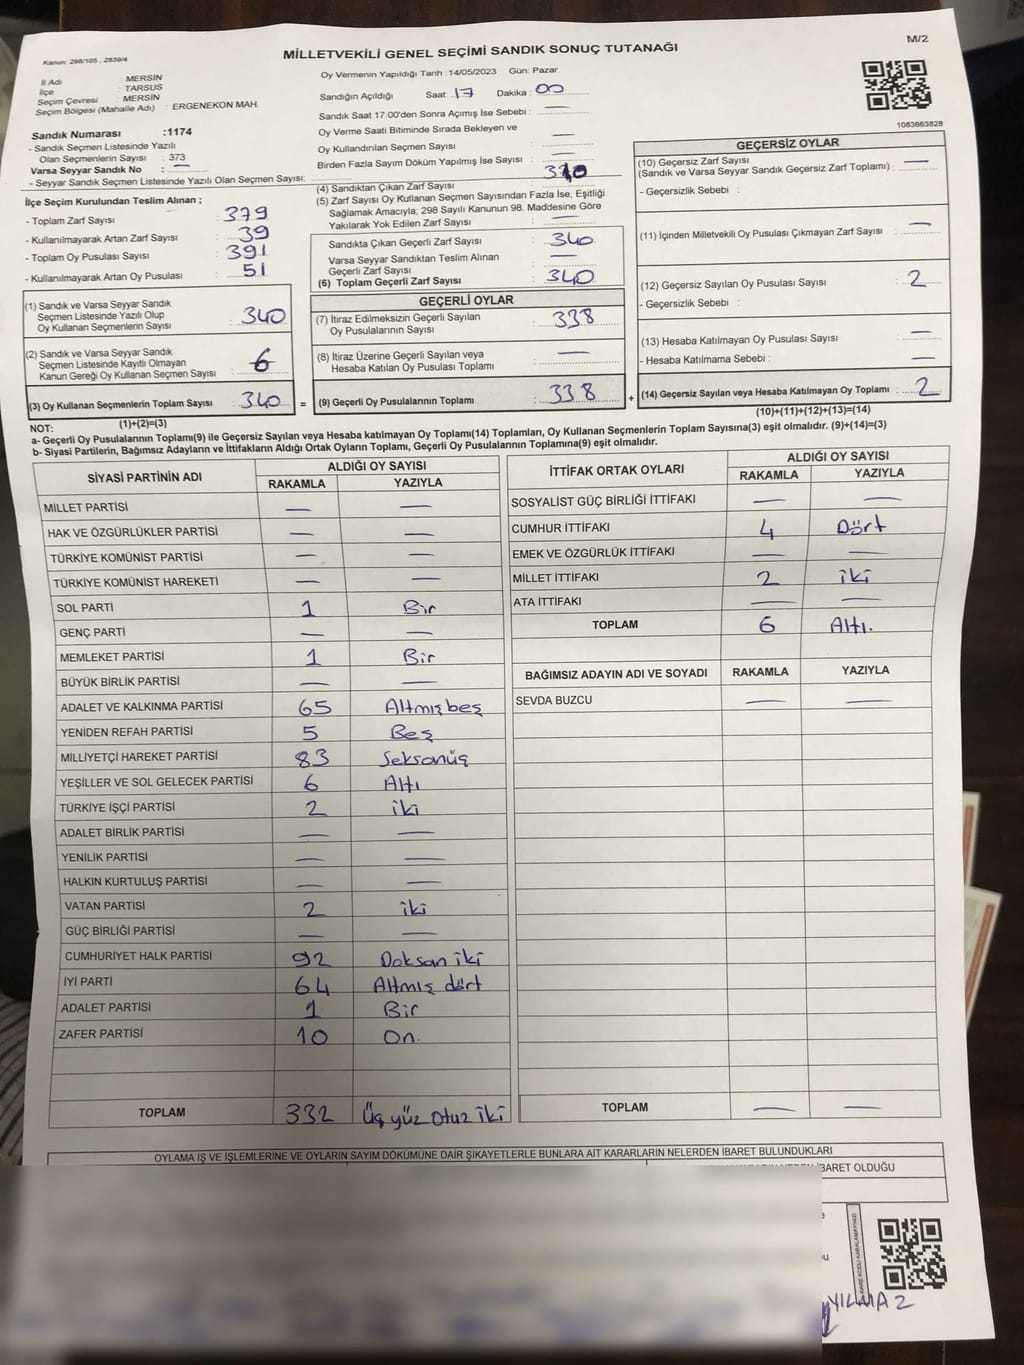 M/2
Kanun: 298/105 , 2839/4
MİLLETVEKİLİ GENEL SEÇİMİ SANDIK SONUÇ TUTANAĞI
İl Adı : MERSİN
İlçe : TARSUS
Seçim Çevresi : MERSİN
Seçim Bölgesi (Mahalle Adı) : ERGENEKON MAH.
Oy Vermenin Yapıldığı Tarih :14/05/2023 Gün: Pazar
Sandığın Açıldığı Saat: 17 Dakika : 00
Sandık Saat 17:00'den Sonra Açımış İse Sebebi : —
Oy Verme Saati Bitiminde Sırada Bekleyen ve
Oy Kullandırılan Seçmen Sayısı : —
Birden Fazla Sayım Döküm Yapılmış İse Sayısı : —
1083663828
Sandık Numarası :1174
- Sandık Seçmen Listesinde Yazılı
Olan Seçmenlerin Sayısı : 373
Varsa Seyyar Sandık No : —
- Seyyar Sandık Seçmen Listesinde Yazılı Olan Seçmen Sayısı:
İlçe Seçim Kurulundan Teslim Alınan ;
- Toplam Zarf Sayısı : 379
- Kullanılmayarak Artan Zarf Sayısı : 39
- Toplam Oy Pusulası Sayısı : 391
- Kullanılmayarak Artan Oy Pusulası : 51
(1) Sandık ve Varsa Seyyar Sandık
Seçmen Listesinde Yazılı Olup
Oy Kullanan Seçmenlerin Sayısı : 340
(2) Sandık ve Varsa Seyyar Sandık
Seçmen Listesinde Kayıtlı Olmayan
Kanun Gereği Oy Kullanan Seçmen Sayısı : 6
(3) Oy Kullanan Seçmenlerin Toplam Sayısı : 340
(1)+(2)=(3)
(4) Sandıktan Çıkan Zarf Sayısı :
(5) Zarf Sayısı Oy Kullanan Seçmen Sayısından Fazla İse, Eşitliği
Sağlamak Amacıyla; 298 Sayılı Kanunun 98. Maddesine Göre
Yakılarak Yok Edilen Zarf Sayısı : —
Sandıkta Çıkan Geçerli Zarf Sayısı : 340
Varsa Seyyar Sandıktan Teslim Alınan
Geçerli Zarf Sayısı : —
(6) Toplam Geçerli Zarf Sayısı : 340
GEÇERLİ OYLAR
(7) İtiraz Edilmeksizin Geçerli Sayılan
Oy Pusulalarının Sayısı : 338
(8) İtiraz Üzerine Geçerli Sayılan veya
Hesaba Katılan Oy Pusulası Toplamı : —
= (9) Geçerli Oy Pusulalarının Toplamı : 338 +
GEÇERSİZ OYLAR
(10) Geçersiz Zarf Sayısı : —
(Sandık ve Varsa Seyyar Sandık Geçersiz Zarf Toplamı)
- Geçersizlik Sebebi :
(11) İçinden Milletvekili Oy Pusulası Çıkmayan Zarf Sayısı : —
(12) Geçersiz Sayılan Oy Pusulası Sayısı : 2
- Geçersizlik Sebebi :
(13) Hesaba Katılmayan Oy Pusulası Sayısı : —
- Hesaba Katılmama Sebebi : —
(14) Geçersiz Sayılan veya Hesaba Katılmayan Oy Toplamı : 2
(10)+(11)+(12)+(13)=(14)
NOT:
a- Geçerli Oy Pusulalarının Toplamı(9) ile Geçersiz Sayılan veya Hesaba katılmayan Oy Toplamı(14) Toplamları, Oy Kullanan Seçmenlerin Toplam Sayısına(3) eşit olmalıdır. (9)+(14)=(3)
b- Siyasi Partilerin, Bağımsız Adayların ve İttifakların Aldığı Ortak Oyların Toplamı, Geçerli Oy Pusulalarının Toplamına(9) eşit olmalıdır.
SİYASİ PARTİNİN ADI ALDIĞI OY SAYISI
RAKAMLA YAZIYLA
MİLLET PARTİSİ — —
HAK VE ÖZGÜRLÜKLER PARTİSİ — —
TÜRKİYE KOMÜNİST PARTİSİ — —
TÜRKİYE KOMÜNİST HAREKETİ — —
SOL PARTİ 1 Bir
GENÇ PARTİ — —
MEMLEKET PARTİSİ 1 Bir
BÜYÜK BİRLİK PARTİSİ — —
ADALET VE KALKINMA PARTİSİ 65 Altmışbeş
YENİDEN REFAH PARTİSİ 5 Beş
MİLLİYETÇİ HAREKET PARTİSİ 83 Seksanüç
YEŞİLLER VE SOL GELECEK PARTİSİ 6 Altı
TÜRKİYE İŞÇİ PARTİSİ 2 iki
ADALET BİRLİK PARTİSİ — —
YENİLİK PARTİSİ — —
HALKIN KURTULUŞ PARTİSİ — —
VATAN PARTİSİ 2 iki
GÜÇ BİRLİĞİ PARTİSİ — —
CUMHURİYET HALK PARTİSİ 92 Doksan iki
İYİ PARTİ 64 Altmış dört
ADALET PARTİSİ 1 Bir
ZAFER PARTİSİ 10 On.
TOPLAM 332 Üç yüz otuz iki
İTTİFAK ORTAK OYLARI ALDIĞI OY SAYISI
RAKAMLA YAZIYLA
SOSYALİST GÜÇ BİRLİĞİ İTTİFAKI — —
CUMHUR İTTİFAKI 4 Dört
EMEK VE ÖZGÜRLÜK İTTİFAKI — —
MİLLET İTTİFAKI 2 iki
ATA İTTİFAKI — —
TOPLAM 6 Altı.
BAĞIMSIZ ADAYIN ADI VE SOYADI RAKAMLA YAZIYLA
SEVDA BUZCU — —
TOPLAM — —
OYLAMA İŞ VE İŞLEMLERİNE VE OYLARIN SAYIM DÖKÜMÜNE DAİR ŞİKAYETLERLE BUNLARA AİT KARARLARIN NELERDEN İBARET BULUNDUKLARI
İBARET OLDUĞU
KARE KODU KARALAMAYINIZ!
YILMAZ